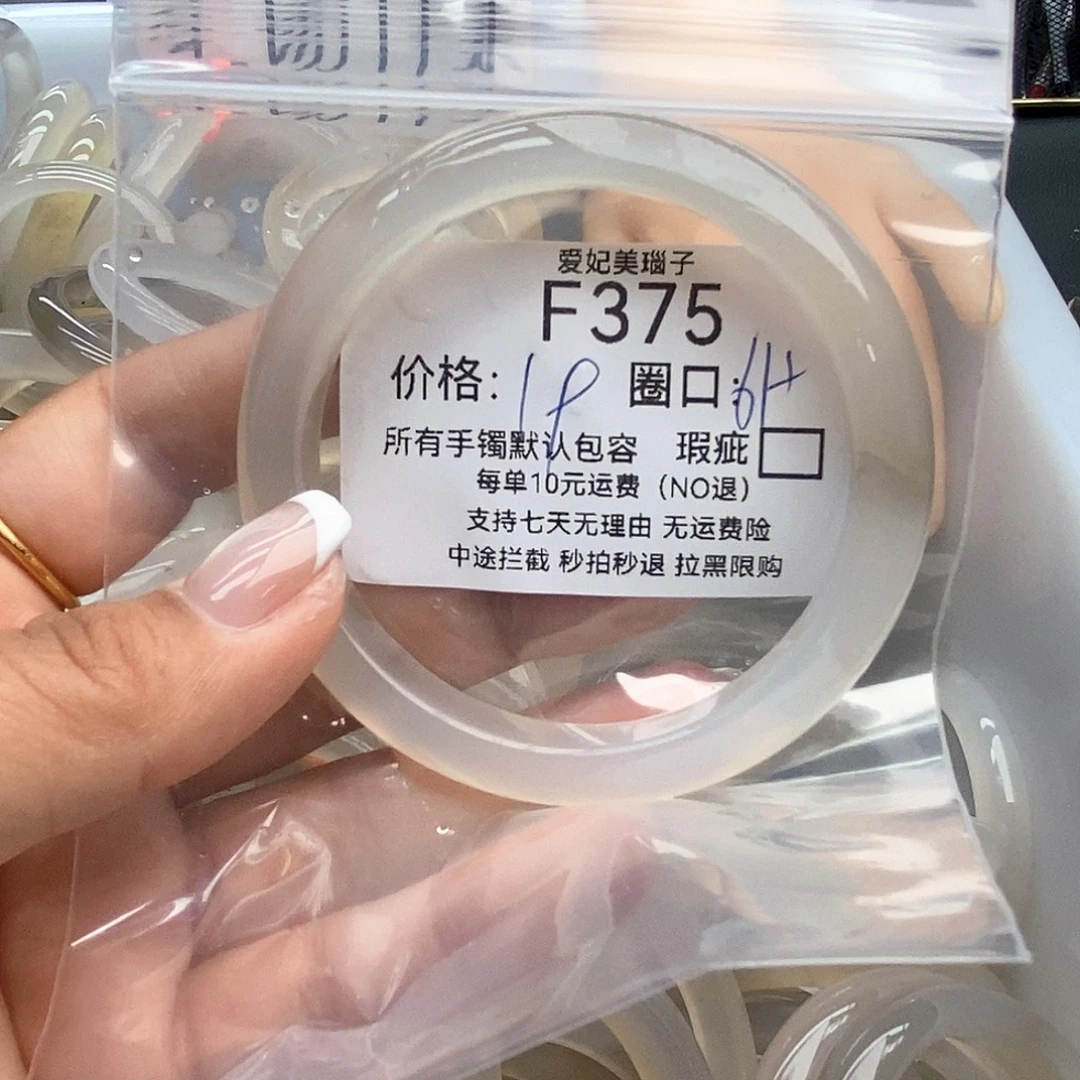 爱妃美瑙子
F375
价格: 1P 圈口: 61+
所有手镯默认包容 瑕疵
每单10元运费（NO退）
支持七天无理由 无运费险
中途拦截 秒拍秒退 拉黑限购